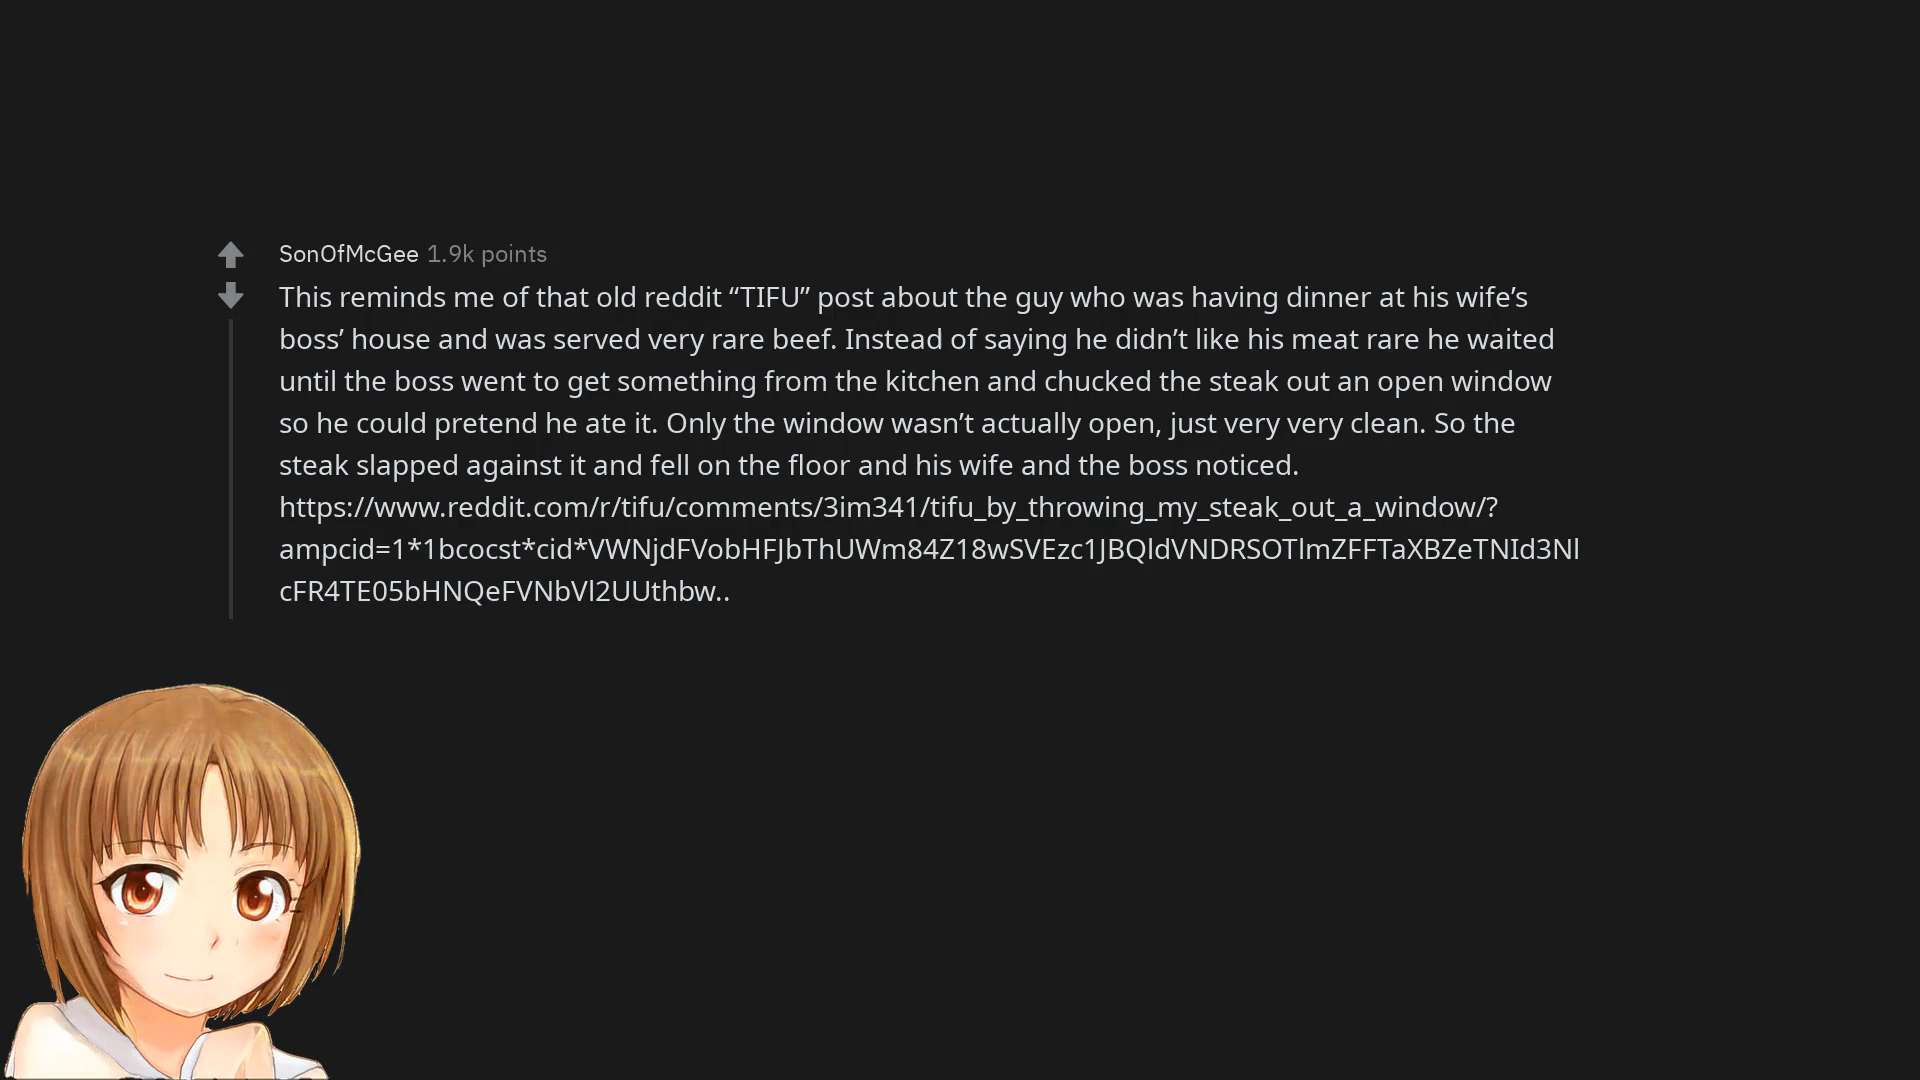 SonOfMcGee 1.9k points
This reminds me of that old reddit “TIFU” post about the guy who was having dinner at his wife’s
boss’ house and was served very rare beef. Instead of saying he didn’t like his meat rare he waited
until the boss went to get something from the kitchen and chucked the steak out an open window
so he could pretend he ate it. Only the window wasn’t actually open, just very very clean. So the
steak slapped against it and fell on the floor and his wife and the boss noticed.
https://www.reddit.com/r/tifu/comments/3im341/tifu_by_throwing_my_steak_out_a_window/?
ampcid=1*1bcocst*cid*VWNjdFVobHFJbThUWm84Z18wSVEzc1JBQldVNDRSOTlmZFFTaXBZeTNId3Nl
cFR4TE05bHNQeFVNbVl2UUthbw..